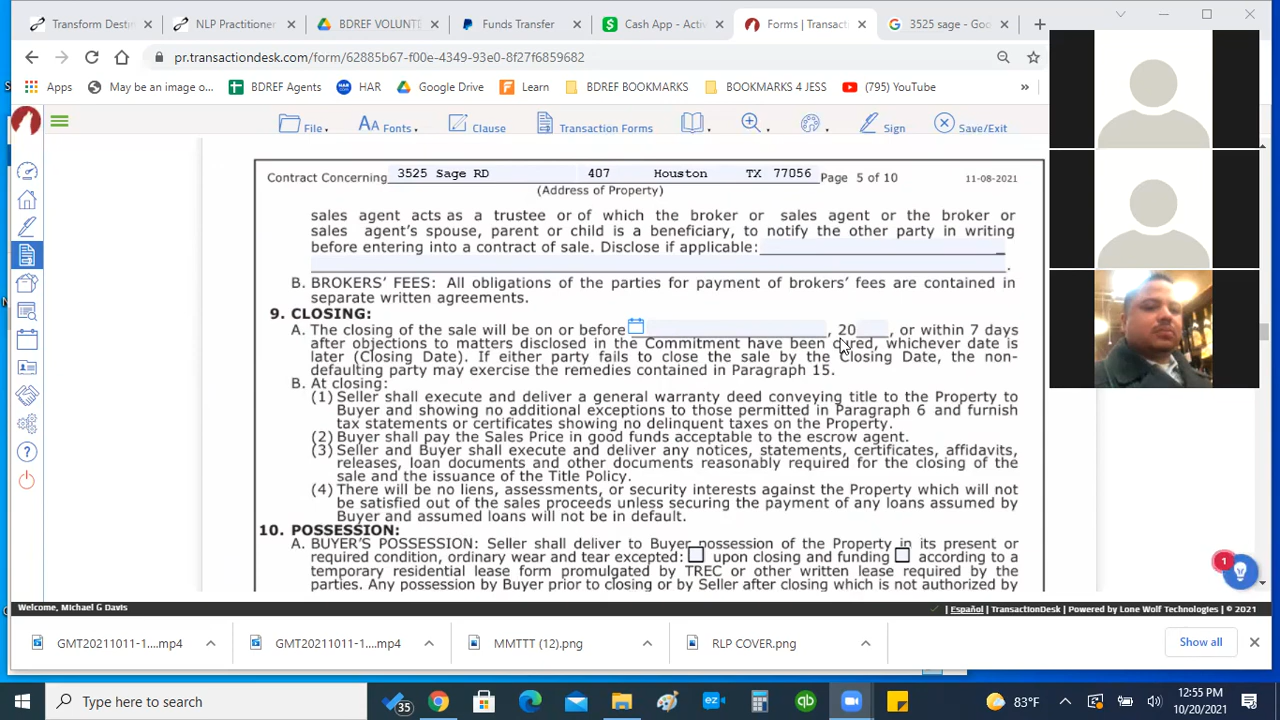 Transform Desti
NLP Practitioner
BDREF VOLUNT
Funds Transfer
Cash App - Activ
Forms | Transact
3525 sage - Goo
pr.transactiondesk.com/form/62885b67-f00e-4349-93e0-8f27f6859682
Apps
May be an image o...
BDREF Agents
HAR
Google Drive
Learn
BDREF BOOKMARKS
BOOKMARKS 4 JESS
(795) YouTube
»
File
Fonts
Clause
Transaction Forms
Sign
Save/Exit
Contract Concerning 3525 Sage RD 407 Houston TX 77056 Page 5 of 10 11-08-2021
(Address of Property)
sales agent acts as a trustee or of which the broker or sales agent or the broker or
sales agent's spouse, parent or child is a beneficiary, to notify the other party in writing
before entering into a contract of sale. Disclose if applicable:
.
B. BROKERS' FEES: All obligations of the parties for payment of brokers' fees are contained in
separate written agreements.
9. CLOSING:
A. The closing of the sale will be on or before , 20 , or within 7 days
after objections to matters disclosed in the Commitment have been cured, whichever date is
later (Closing Date). If either party fails to close the sale by the Closing Date, the non-
defaulting party may exercise the remedies contained in Paragraph 15.
B. At closing:
(1) Seller shall execute and deliver a general warranty deed conveying title to the Property to
Buyer and showing no additional exceptions to those permitted in Paragraph 6 and furnish
tax statements or certificates showing no delinquent taxes on the Property.
(2) Buyer shall pay the Sales Price in good funds acceptable to the escrow agent.
(3) Seller and Buyer shall execute and deliver any notices, statements, certificates, affidavits,
releases, loan documents and other documents reasonably required for the closing of the
sale and the issuance of the Title Policy.
(4) There will be no liens, assessments, or security interests against the Property which will not
be satisfied out of the sales proceeds unless securing the payment of any loans assumed by
Buyer and assumed loans will not be in default.
10. POSSESSION:
A. BUYER'S POSSESSION: Seller shall deliver to Buyer possession of the Property in its present or
required condition, ordinary wear and tear excepted: upon closing and funding according to a
temporary residential lease form promulgated by TREC or other written lease required by the
parties. Any possession by Buyer prior to closing or by Seller after closing which is not authorized by
1
Welcome, Michael G Davis
| Español | TransactionDesk | Powered by Lone Wolf Technologies | © 2021
GMT20211011-1....mp4
GMT20211011-1....mp4
MMTTT (12).png
RLP COVER.png
Show all
Type here to search
35
ez
qb
83°F
12:55 PM
10/20/2021